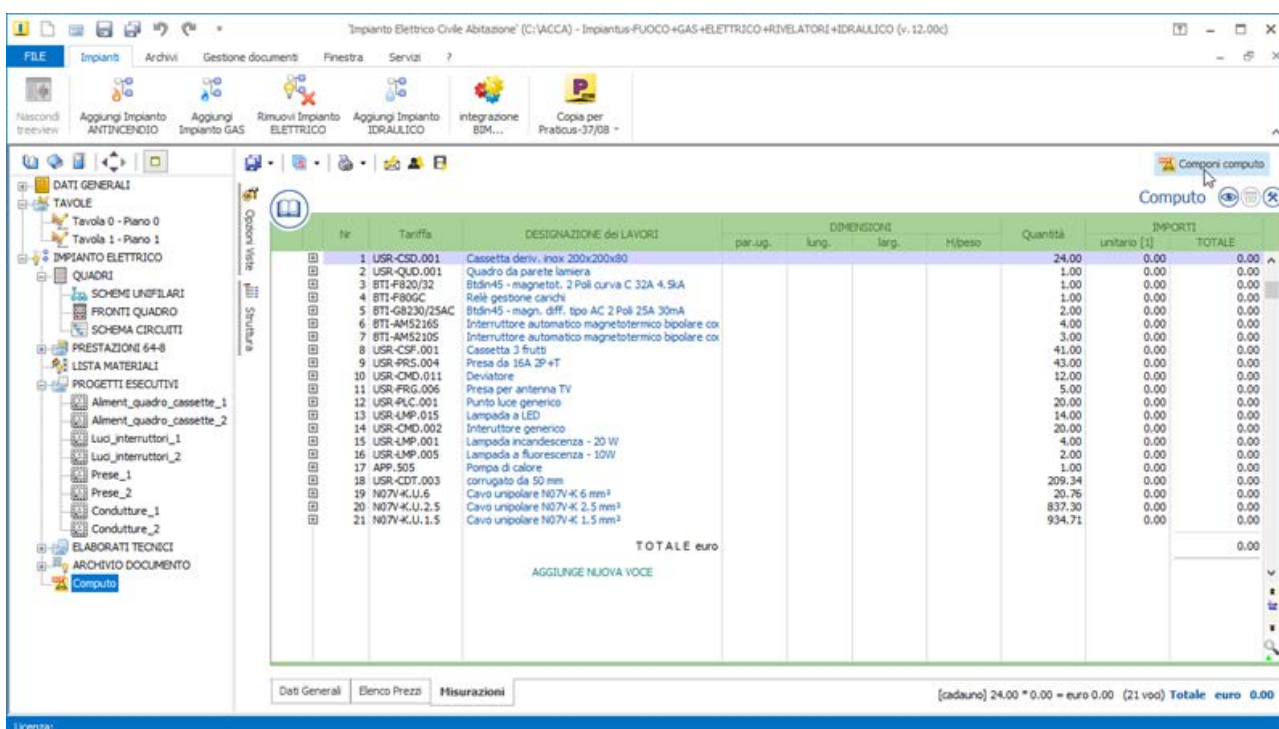 'Impianto Elettrico Civile Abitazione' (C:\ACCA) - Impiantus-FUOCO+GAS+ELETTRICO+RIVELATORI+IDRAULICO (v.12.00c)
FILE Impianti Archivi Gestione documenti Finestra Servizi ?
Nascondi treeview
Aggiungi Impianto ANTINCENDIO
Aggiungi Impianto GAS
Rimuovi Impianto ELETTRICO
Aggiungi Impianto IDRAULICO
integrazione BIM...
Copia per Praticus-37/08
Componi computo
Computo
DATI GENERALI
TAVOLE
Tavola 0 - Piano 0
Tavola 1 - Piano 1
IMPIANTO ELETTRICO
QUADRI
SCHEMI UNIFILARI
FRONTI QUADRO
SCHEMA CIRCUITI
PRESTAZIONI 64-8
LISTA MATERIALI
PROGETTI ESECUTIVI
Aliment_quadro_cassette_1
Aliment_quadro_cassette_2
Luci_interruttori_1
Luci_interruttori_2
Prese_1
Prese_2
Condutture_1
Condutture_2
ELABORATI TECNICI
ARCHIVIO DOCUMENTO
Computo
Opzioni Viste
Struttura
Nr Tariffa DESIGNAZIONE dei LAVORI DIMENSIONI Quantità IMPORTI
par.ug. lung. larg. H/peso unitario [1] TOTALE
1 USR-CSD.001 Cassetta deriv. inox 200x200x80 24.00 0.00 0.00
2 USR-QUD.001 Quadro da parete lamiera 1.00 0.00 0.00
3 BTI-F820/32 Btdin45 - magnetot. 2 Poli curva C 32A 4.5kA 1.00 0.00 0.00
4 BTI-F80GC Relè gestione carichi 1.00 0.00 0.00
5 BTI-G8230/25AC Btdin45 - magn. diff. tipo AC 2 Poli 25A 30mA 2.00 0.00 0.00
6 BTI-AM5216S Interruttore automatico magnetotermico bipolare co 4.00 0.00 0.00
7 BTI-AM5210S Interruttore automatico magnetotermico bipolare co 3.00 0.00 0.00
8 USR-CSF.001 Cassetta 3 frutti 41.00 0.00 0.00
9 USR-PRS.004 Presa da 16A 2P+T 43.00 0.00 0.00
10 USR-CMD.011 Deviatore 12.00 0.00 0.00
11 USR-FRG.006 Presa per antenna TV 5.00 0.00 0.00
12 USR-PLC.001 Punto luce generico 20.00 0.00 0.00
13 USR-LMP.015 Lampada a LED 14.00 0.00 0.00
14 USR-CMD.002 Interuttore generico 20.00 0.00 0.00
15 USR-LMP.001 Lampada incandescenza - 20 W 4.00 0.00 0.00
16 USR-LMP.005 Lampada a fluorescenza - 10W 2.00 0.00 0.00
17 APP.505 Pompa di calore 1.00 0.00 0.00
18 USR-CDT.003 corrugato da 50 mm 209.34 0.00 0.00
19 N07V-K.U.6 Cavo unipolare N07V-K 6 mm² 20.76 0.00 0.00
20 N07V-K.U.2.5 Cavo unipolare N07V-K 2.5 mm² 837.30 0.00 0.00
21 N07V-K.U.1.5 Cavo unipolare N07V-K 1.5 mm² 934.71 0.00 0.00
TOTALE euro 0.00
AGGIUNGE NUOVA VOCE
Dati Generali Elenco Prezzi Misurazioni
[cadauno] 24.00 * 0.00 = euro 0.00 (21 voci) Totale euro 0.00
Licenza: